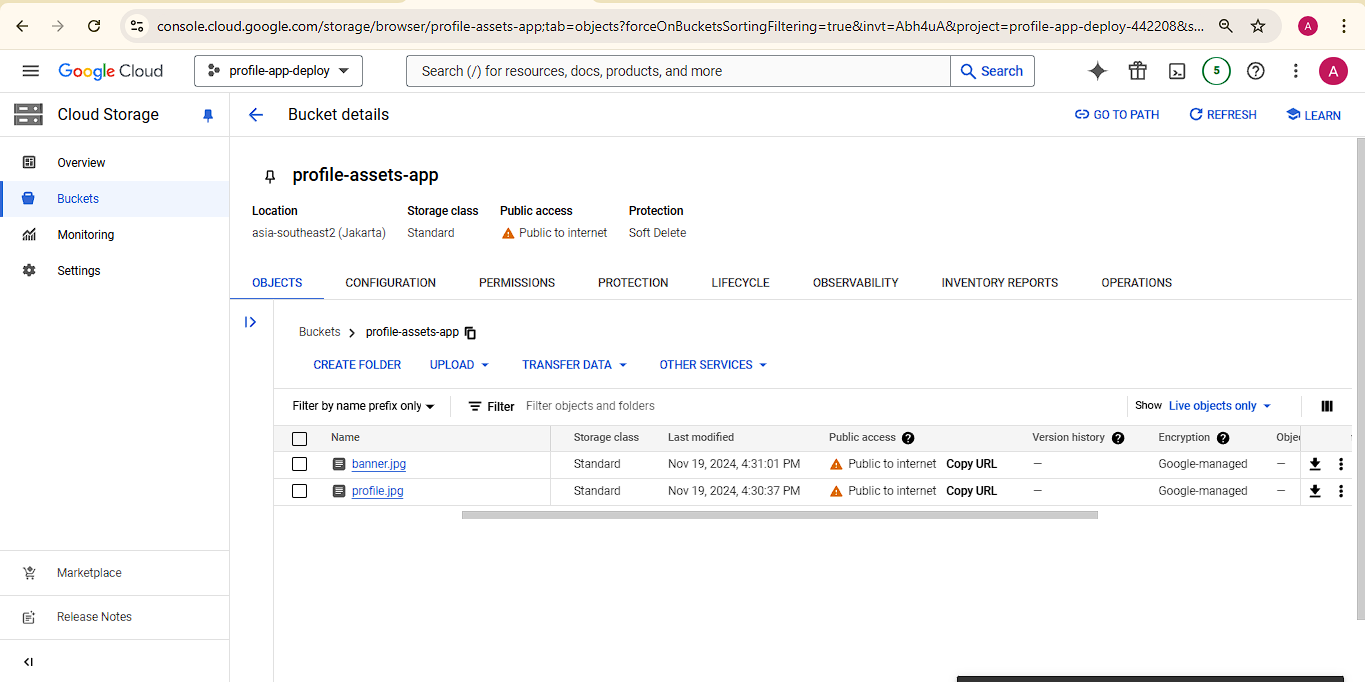 console.cloud.google.com/storage/browser/profile-assets-app;tab=objects?forceOnBucketsSortingFiltering=true&invt=Abh4uA&project=profile-app-deploy-442208&s... A
Google Cloud profile-app-deploy Search (/) for resources, docs, products, and more Search 5 A
Cloud Storage Bucket details GO TO PATH REFRESH LEARN
Overview
Buckets
Monitoring
Settings
Marketplace
Release Notes
profile-assets-app
Location Storage class Public access Protection
asia-southeast2 (Jakarta) Standard Public to internet Soft Delete
OBJECTS CONFIGURATION PERMISSIONS PROTECTION LIFECYCLE OBSERVABILITY INVENTORY REPORTS OPERATIONS
Buckets profile-assets-app
CREATE FOLDER UPLOAD TRANSFER DATA OTHER SERVICES
Filter by name prefix only Filter Filter objects and folders Show Live objects only
Name Storage class Last modified Public access Version history Encryption
banner.jpg Standard Nov 19, 2024, 4:31:01 PM Public to internet Copy URL — Google-managed —
profile.jpg Standard Nov 19, 2024, 4:30:37 PM Public to internet Copy URL — Google-managed —